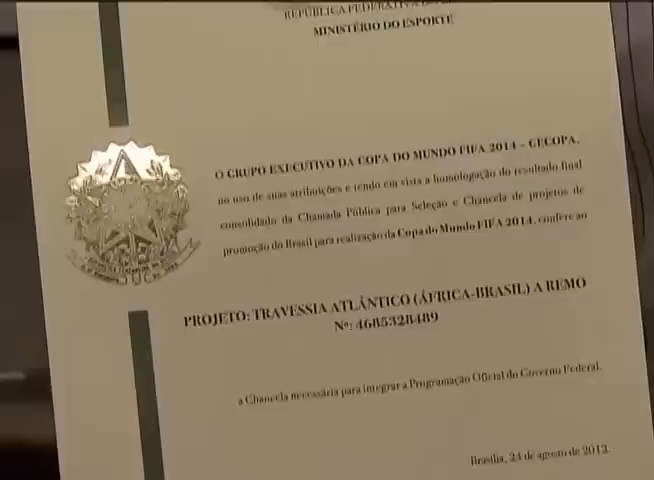 REPÚBLICA FEDERATIVA
MINISTÉRIO DO ESPORTE
O GRUPO EXECUTIVO DA COPA DO MUNDO FIFA 2014 - GECOPA,
no uso de suas atribuições e tendo em vista a homologação do resultado final
consolidado da Chamada Pública para Seleção e Chancela de projetos de
promoção do Brasil para realização da Copa do Mundo FIFA 2014, confere ao
PROJETO: TRAVESSIA ATLÂNTICO (ÁFRICA-BRASIL) A REMO
Nº: 4685328489
a Chancela necessária para integrar a Programação Oficial do Governo Federal.
Brasília, 24 de agosto de 2012.